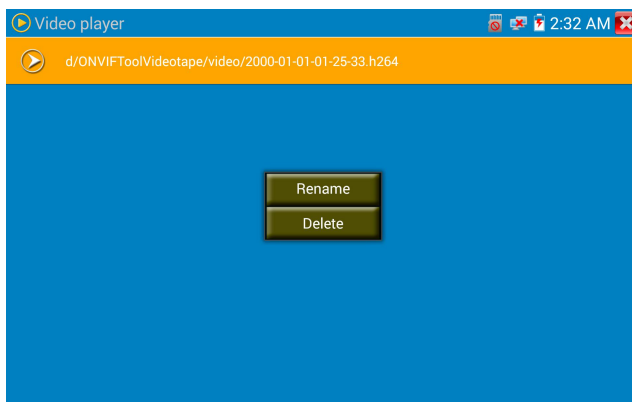 Video player
2:32 AM
d/ONVIFToolVideotape/video/2000-01-01-01-25-33.h264
Rename
Delete